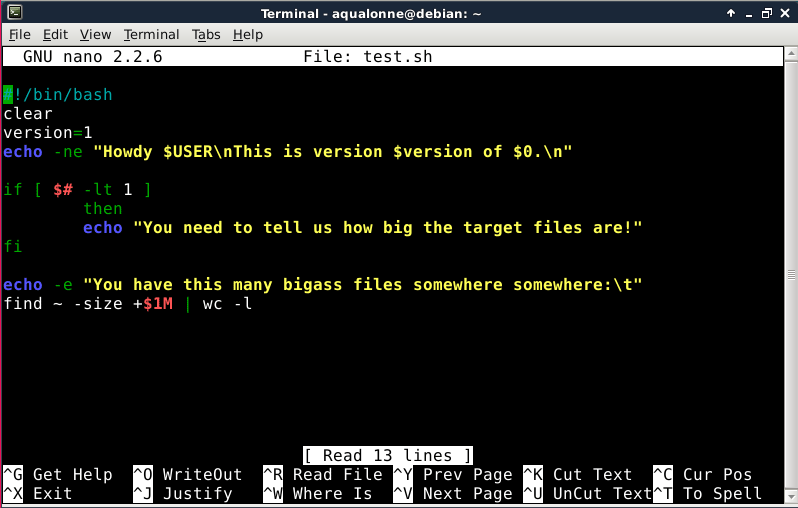 Terminal - aqualonne@debian: ~
File Edit View Terminal Tabs Help
GNU nano 2.2.6 File: test.sh
#!/bin/bash
clear
version=1
echo -ne "Howdy $USER\nThis is version $version of $0.\n"
if [ $# -lt 1 ]
then
echo "You need to tell us how big the target files are!"
fi
echo -e "You have this many bigass files somewhere somewhere:\t"
find ~ -size +$1M | wc -l
[ Read 13 lines ]
^G Get Help ^O WriteOut ^R Read File ^Y Prev Page ^K Cut Text ^C Cur Pos
^X Exit ^J Justify ^W Where Is ^V Next Page ^U UnCut Text ^T To Spell